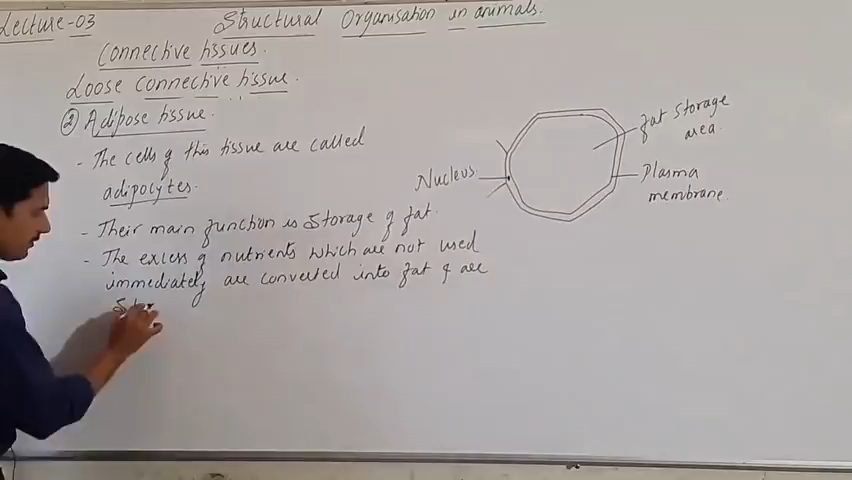 Lecture-03
Structural Organisation in animals.
Connective tissues.
Loose Connective tissue.
② Adipose tissue.
- The cells of this tissue are called
adipocytes.
- Their main function is Storage of fat.
- The excess of nutrients which are not used
immediately are converted into fat & are
St
Nucleus.
fat Storage
area.
Plasma
membrane.